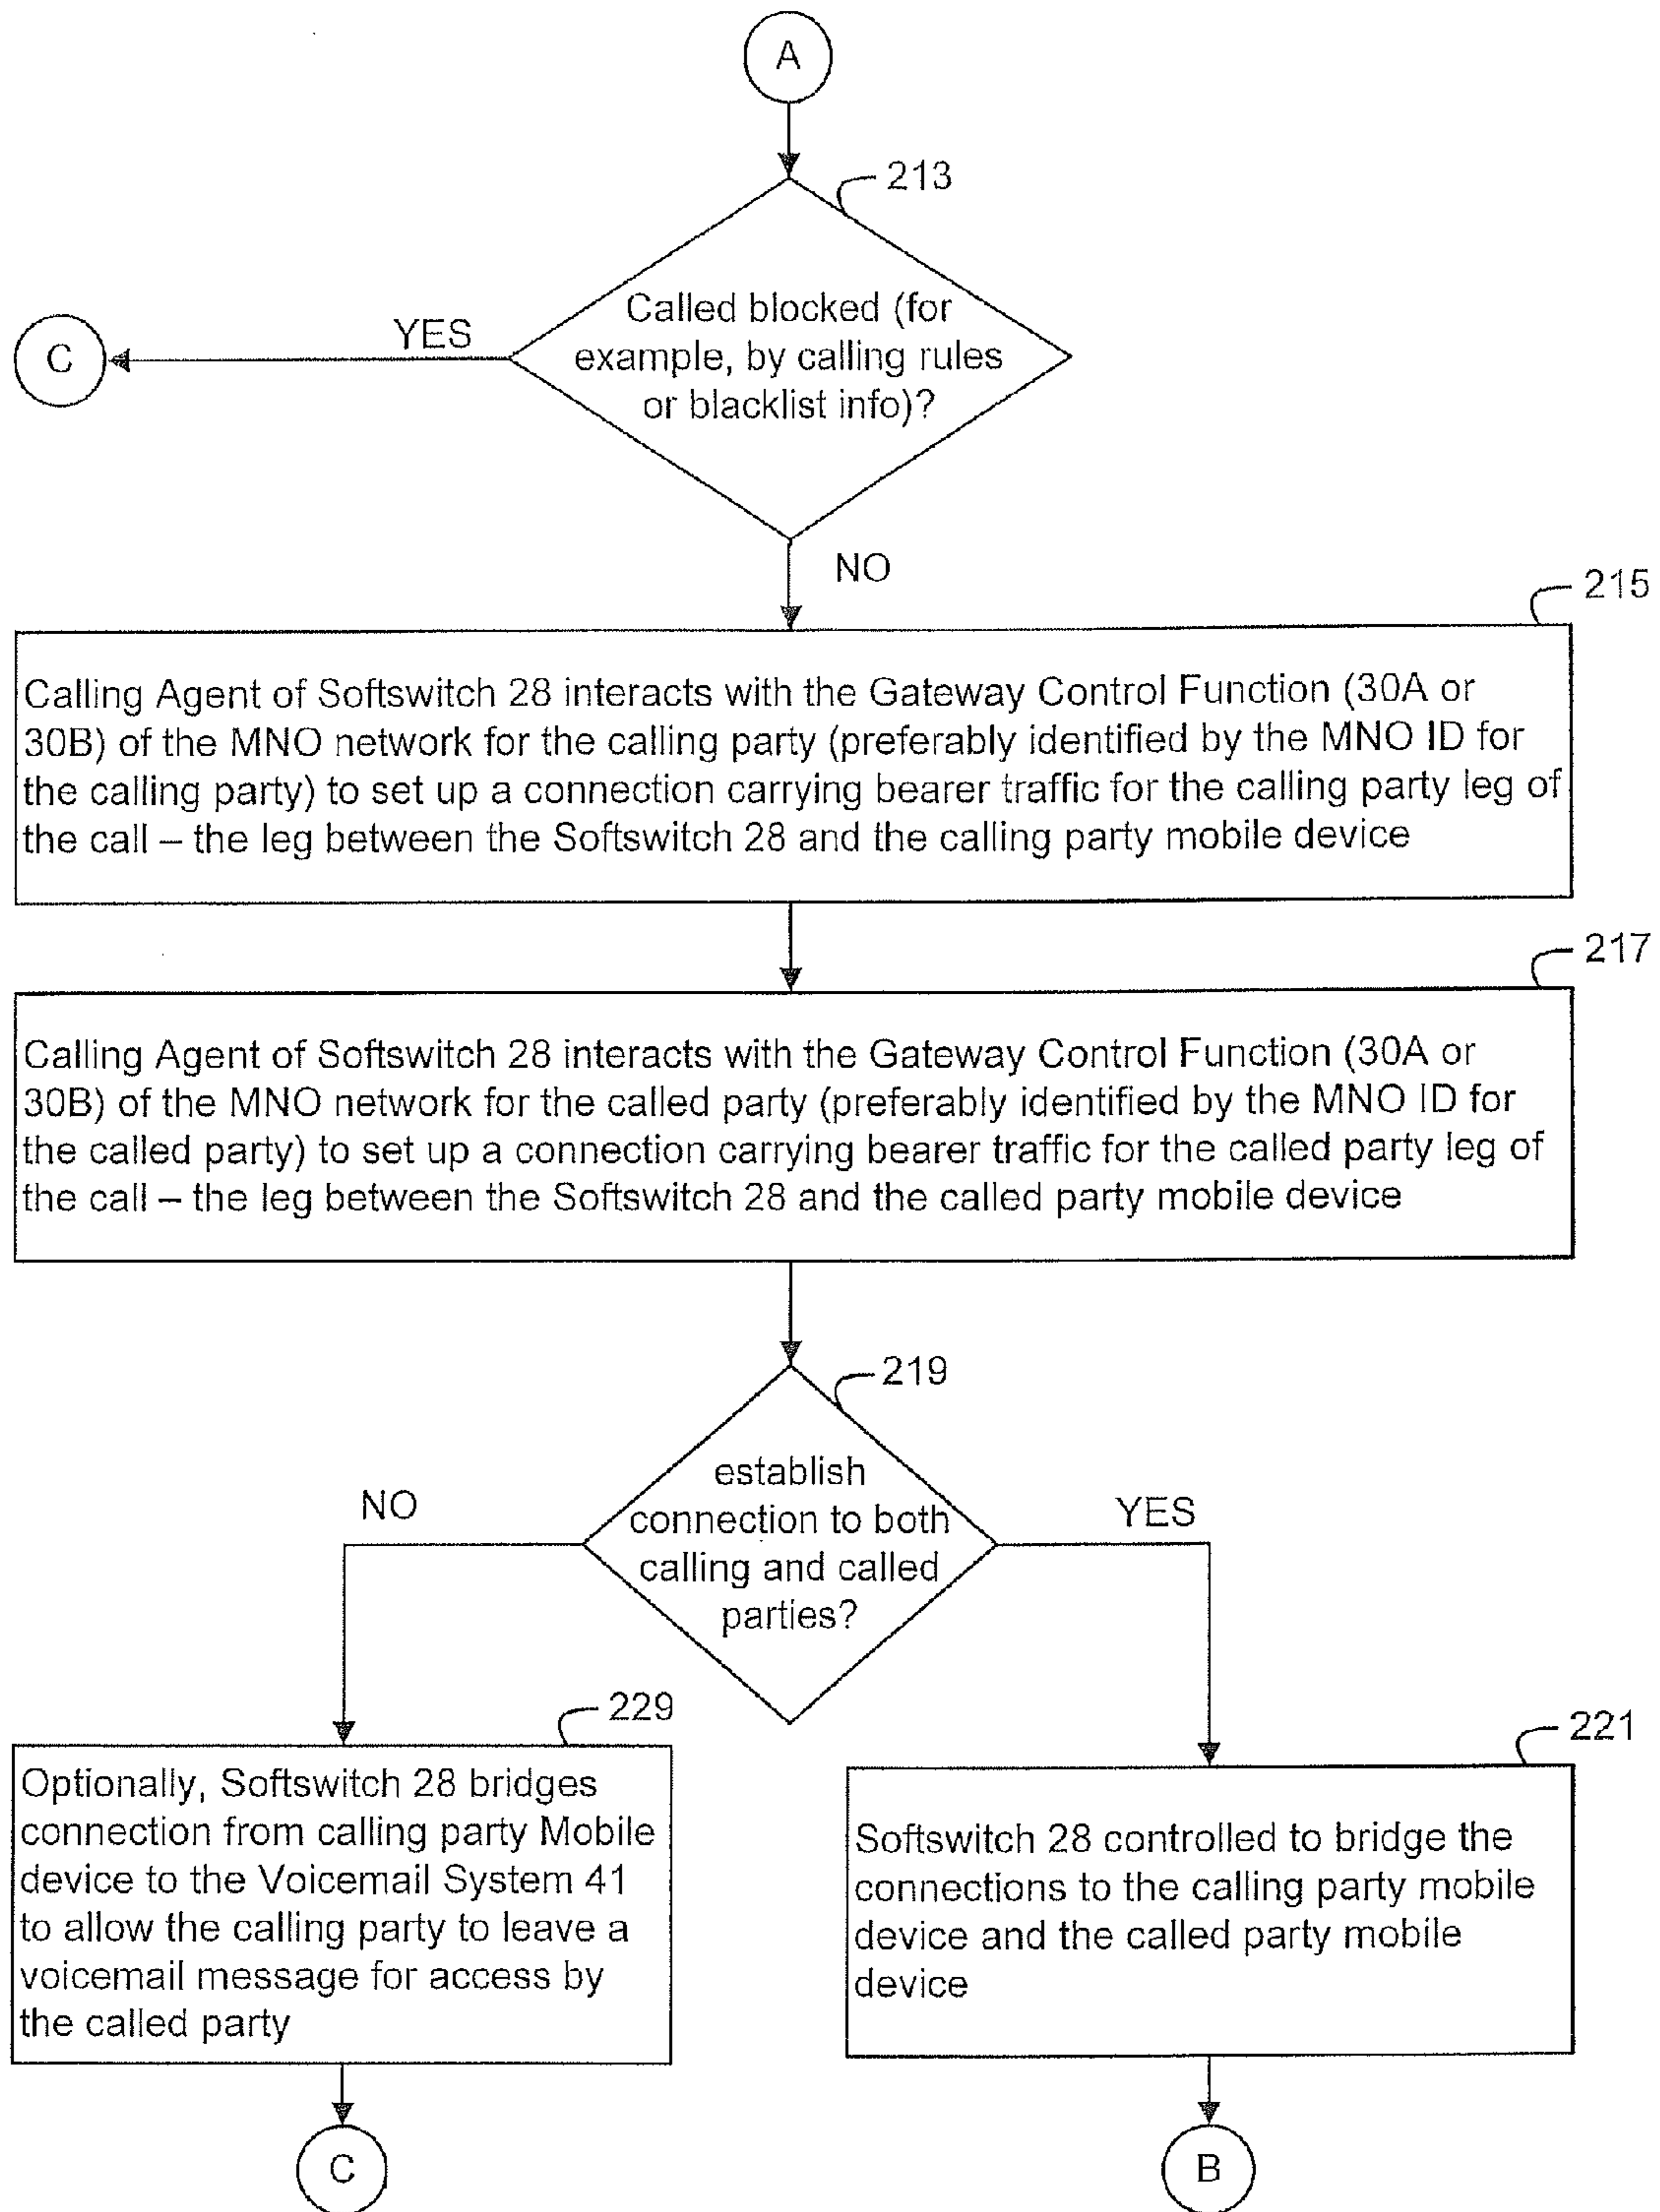 A
213
Called blocked (for
example, by calling rules
or blacklist info)?
YES
C
NO
215
Calling Agent of Softswitch 28 interacts with the Gateway Control Function (30A or
30B) of the MNO network for the calling party (preferably identified by the MNO ID for
the calling party) to set up a connection carrying bearer traffic for the calling party leg of
the call – the leg between the Softswitch 28 and the calling party mobile device
217
Calling Agent of Softswitch 28 interacts with the Gateway Control Function (30A or
30B) of the MNO network for the called party (preferably identified by the MNO ID for
the called party) to set up a connection carrying bearer traffic for the called party leg of
the call – the leg between the Softswitch 28 and the called party mobile device
219
establish
connection to both
calling and called
parties?
NO
YES
229
Optionally, Softswitch 28 bridges
connection from calling party Mobile
device to the Voicemail System 41
to allow the calling party to leave a
voicemail message for access by
the called party
221
Softswitch 28 controlled to bridge the
connections to the calling party mobile
device and the called party mobile
device
C
B